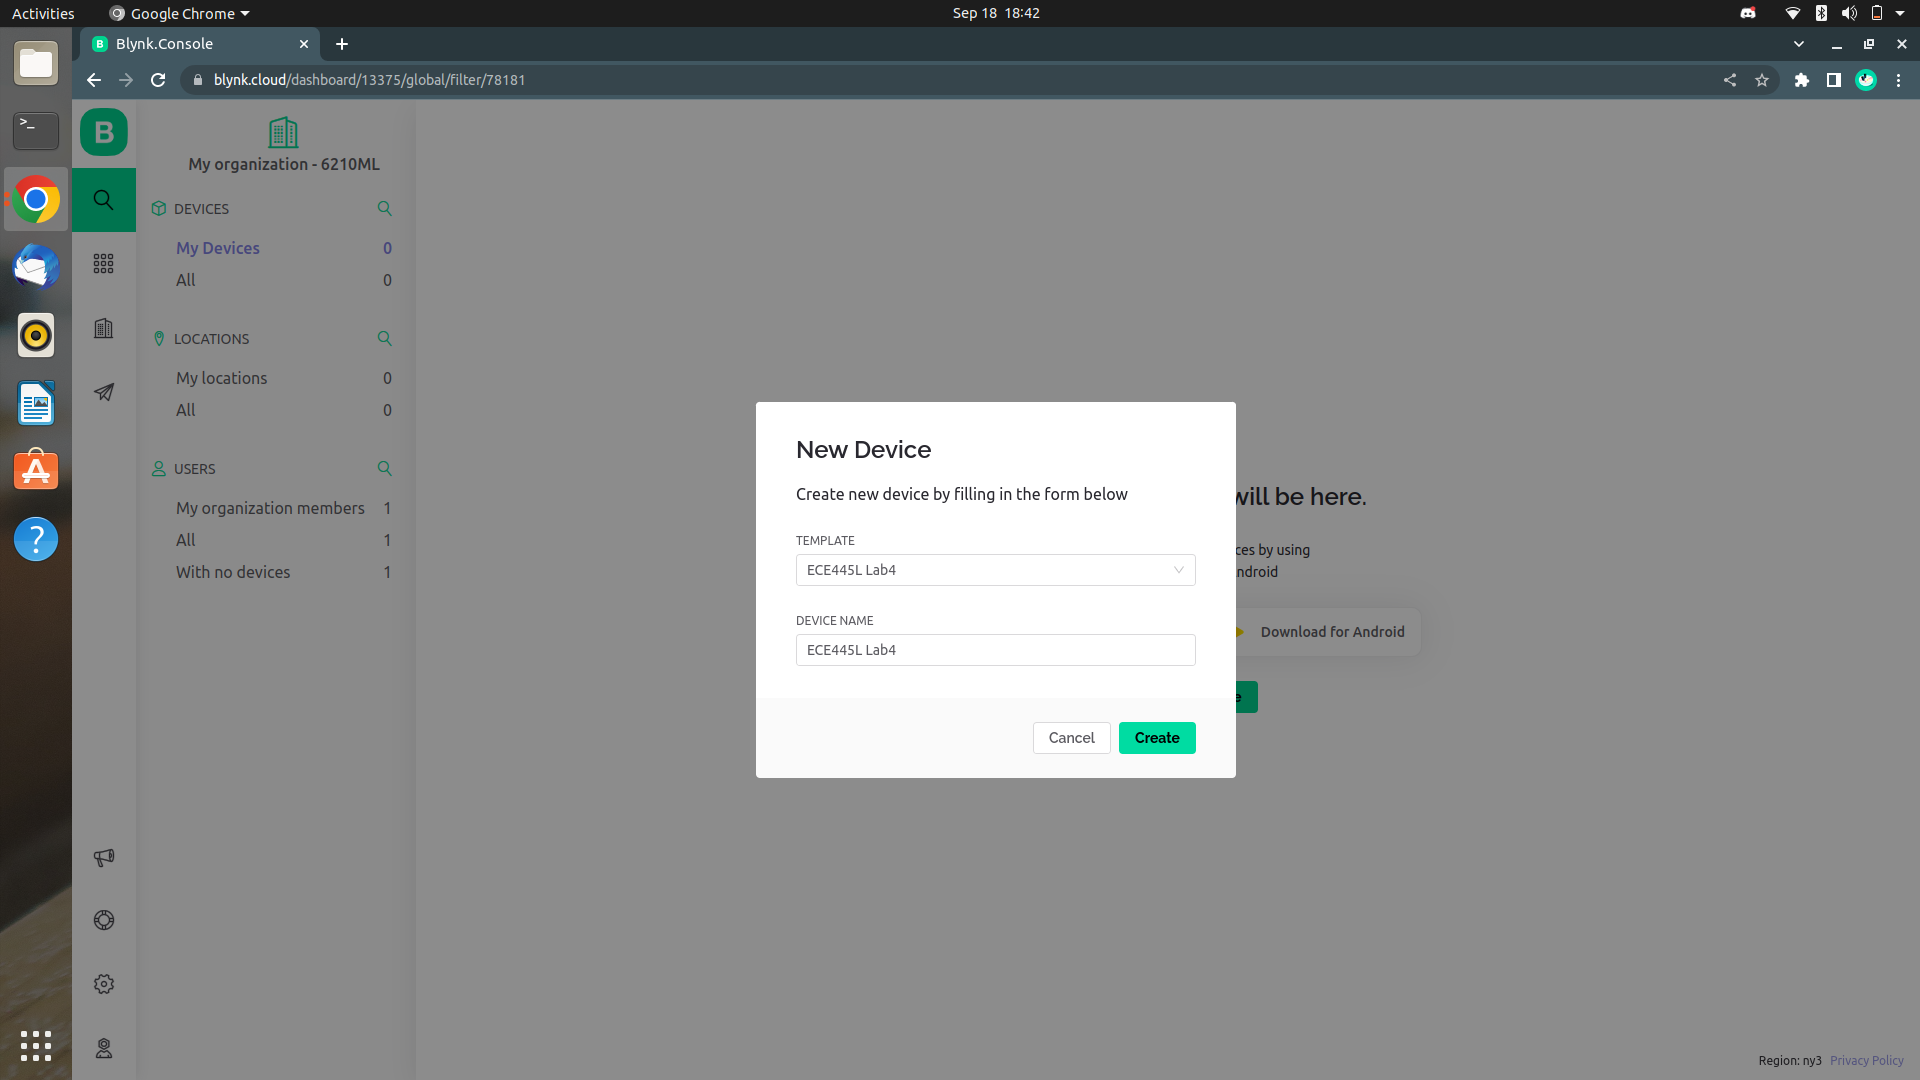 Activities
Google Chrome
Sep 18 18:42
B Blynk.Console
blynk.cloud/dashboard/13375/global/filter/78181
B
My organization - 6210ML
DEVICES
My Devices 0
All 0
LOCATIONS
My locations 0
All 0
USERS
My organization members 1
All 1
With no devices 1
New Device
Create new device by filling in the form below
TEMPLATE
ECE445L Lab4
DEVICE NAME
ECE445L Lab4
Cancel
Create
will be here.
ces by using
ndroid
Download for Android
e
Region: ny3 Privacy Policy
>_
?